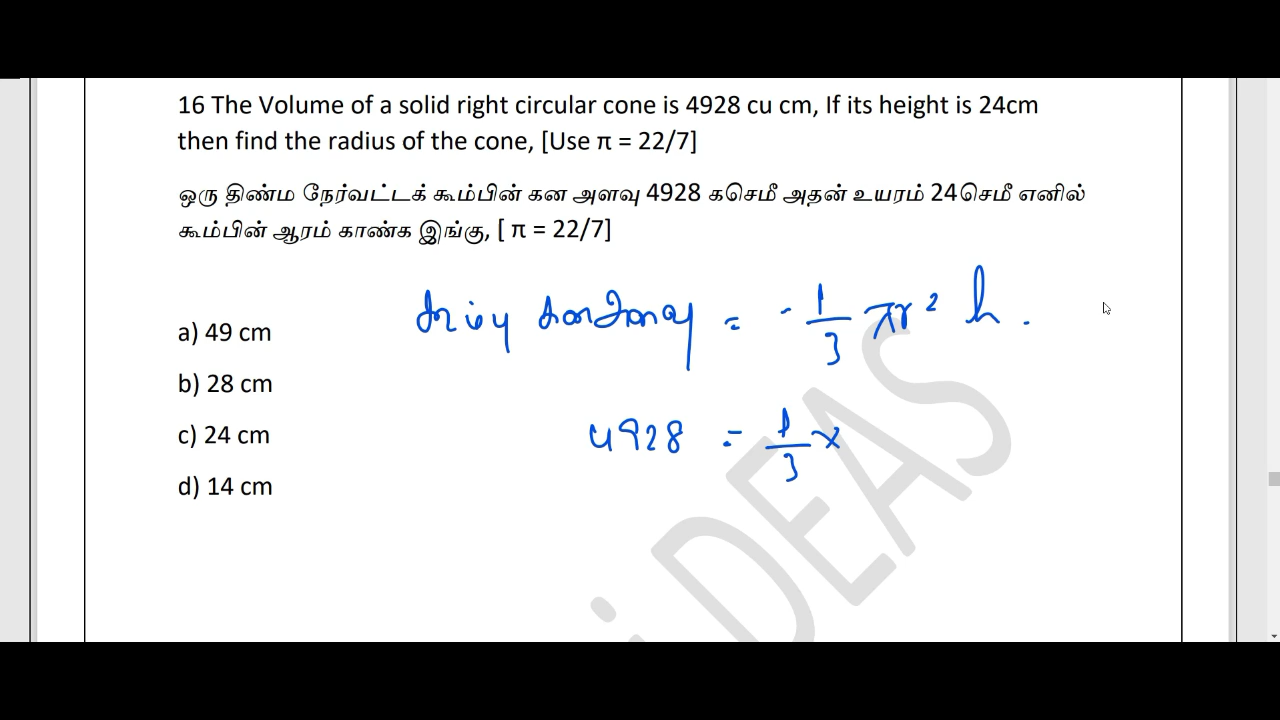 16 The Volume of a solid right circular cone is 4928 cu cm, If its height is 24cm
then find the radius of the cone, [Use π = 22/7]
ஒரு திண்ம நேர்வட்டக் கூம்பின் கன அளவு 4928 கசெமீ அதன் உயரம் 24செமீ எனில்
கூம்பின் ஆரம் காண்க இங்கு, [ π = 22/7]
= 1/3 πr² h.
a) 49 cm
b) 28 cm
4928 = 1/3 x
c) 24 cm
d) 14 cm
iDEAS